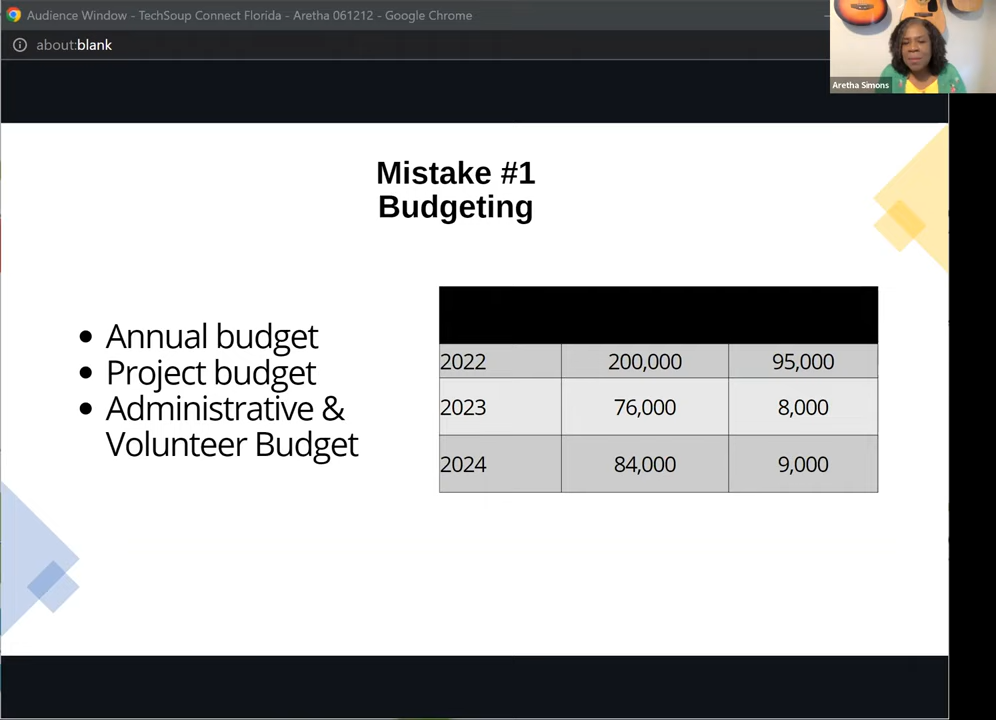 Audience Window - TechSoup Connect Florida - Aretha 061212 - Google Chrome
about:blank
Aretha Simons
Mistake #1
Budgeting
• Annual budget
• Project budget
• Administrative &
Volunteer Budget
2022 200,000 95,000
2023 76,000 8,000
2024 84,000 9,000